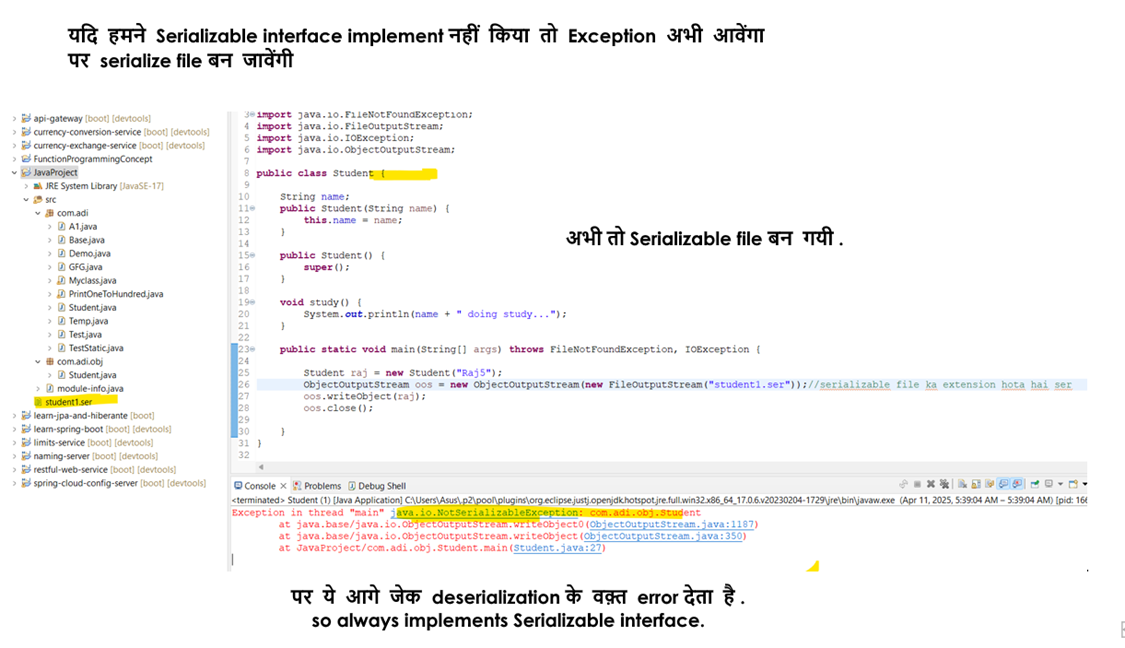 यदि हमने Serializable interface implement नहीं किया तो Exception अभी आवेंगा
पर serialize file बन जावेंगी
api-gateway [boot] [devtools]
currency-conversion-service [boot] [devtools]
currency-exchange-service [boot] [devtools]
FunctionProgrammingConcept
JavaProject
JRE System Library [JavaSE-17]
src
com.adi
A1.java
Base.java
Demo.java
GFG.java
Myclass.java
PrintOneToHundred.java
Student.java
Temp.java
Test.java
TestStatic.java
com.adi.obj
Student.java
module-info.java
student1.ser
learn-jpa-and-hiberante [boot]
learn-spring-boot [boot] [devtools]
limits-service [boot] [devtools]
naming-server [boot] [devtools]
restful-web-service [boot] [devtools]
spring-cloud-config-server [boot] [devtools]
3 import java.io.FileNotFoundException;
4 import java.io.FileOutputStream;
5 import java.io.IOException;
6 import java.io.ObjectOutputStream;
7
8 public class Student {
9
10 String name;
11 public Student(String name) {
12 this.name = name;
13 }
14
15 public Student() {
16 super();
17 }
18
19 void study() {
20 System.out.println(name + " doing study...");
21 }
22
23 public static void main(String[] args) throws FileNotFoundException, IOException {
24
25 Student raj = new Student("Raj5");
26 ObjectOutputStream oos = new ObjectOutputStream(new FileOutputStream("student1.ser"));//serializable file ka extension hota hai ser
27 oos.writeObject(raj);
28 oos.close();
29
30 }
31 }
32
अभी तो Serializable file बन गयी .
Console Problems Debug Shell
<terminated> Student (1) [Java Application] C:\Users\Asus\.p2\pool\plugins\org.eclipse.justj.openjdk.hotspot.jre.full.win32.x86_64_17.0.6.v20230204-1729\jre\bin\javaw.exe (Apr 11, 2025, 5:39:04 AM – 5:39:04 AM) [pid: 166
Exception in thread "main" java.io.NotSerializableException: com.adi.obj.Student
at java.base/java.io.ObjectOutputStream.writeObject0(ObjectOutputStream.java:1187)
at java.base/java.io.ObjectOutputStream.writeObject(ObjectOutputStream.java:350)
at JavaProject/com.adi.obj.Student.main(Student.java:27)
पर ये आगे जेक deserialization के वक़्त error देता है .
so always implements Serializable interface.